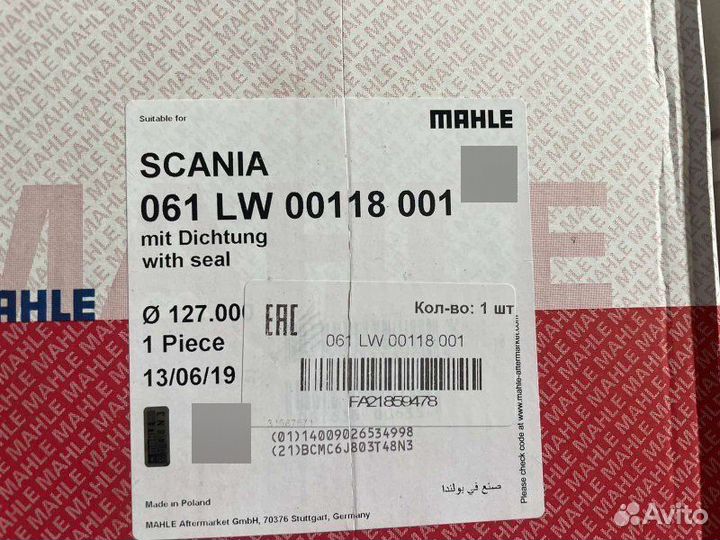 Suitable for
MAHLE
SCANIA
061 LW 00118 001
mit Dichtung
with seal
AHLE
Ø 127.00
1 Piece
13/06/19
EAC
Кол-во: 1 шт
061 LW 00118 001
FA21859478
(01)14009026534998
(21)BCMC6J803T48N3
صنع في بولندا
Made in Poland
MAHLE Aftermarket GmbH, 70376 Stuttgart, Germany
Please check code at www.mahle-aftermarket.com
Avito